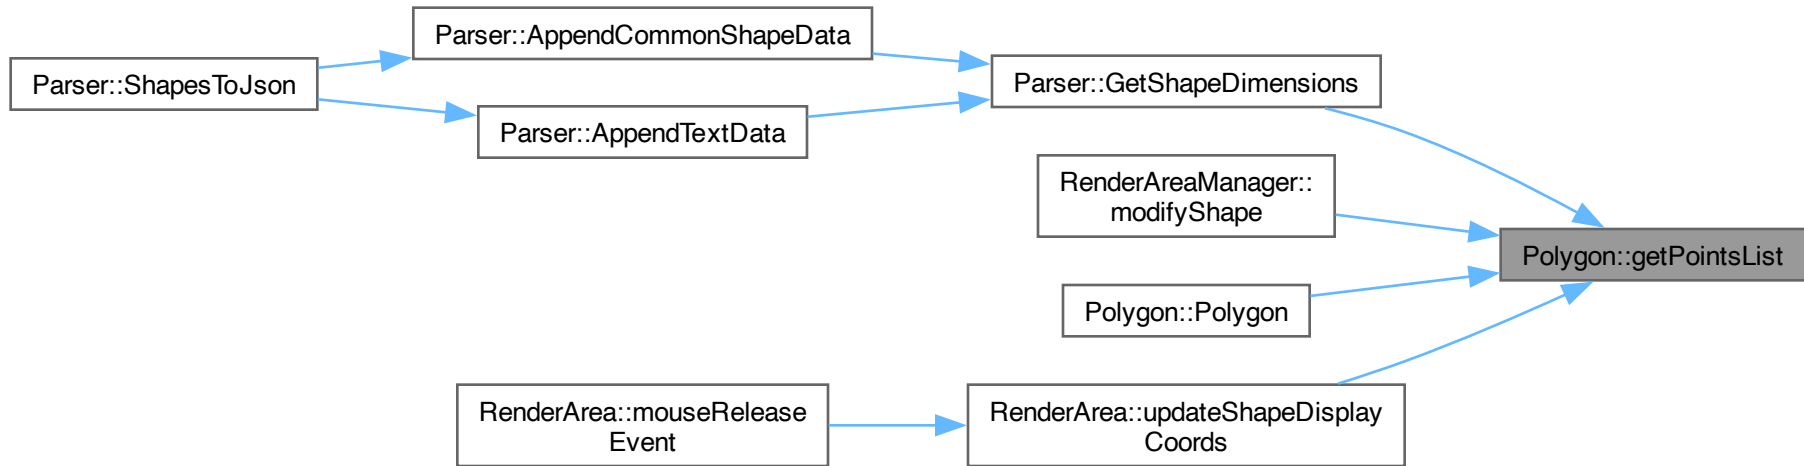 Parser::ShapesToJson
Parser::AppendCommonShapeData
Parser::AppendTextData
Parser::GetShapeDimensions
RenderAreaManager::
modifyShape
Polygon::Polygon
RenderArea::mouseRelease
Event
RenderArea::updateShapeDisplay
Coords
Polygon::getPointsList